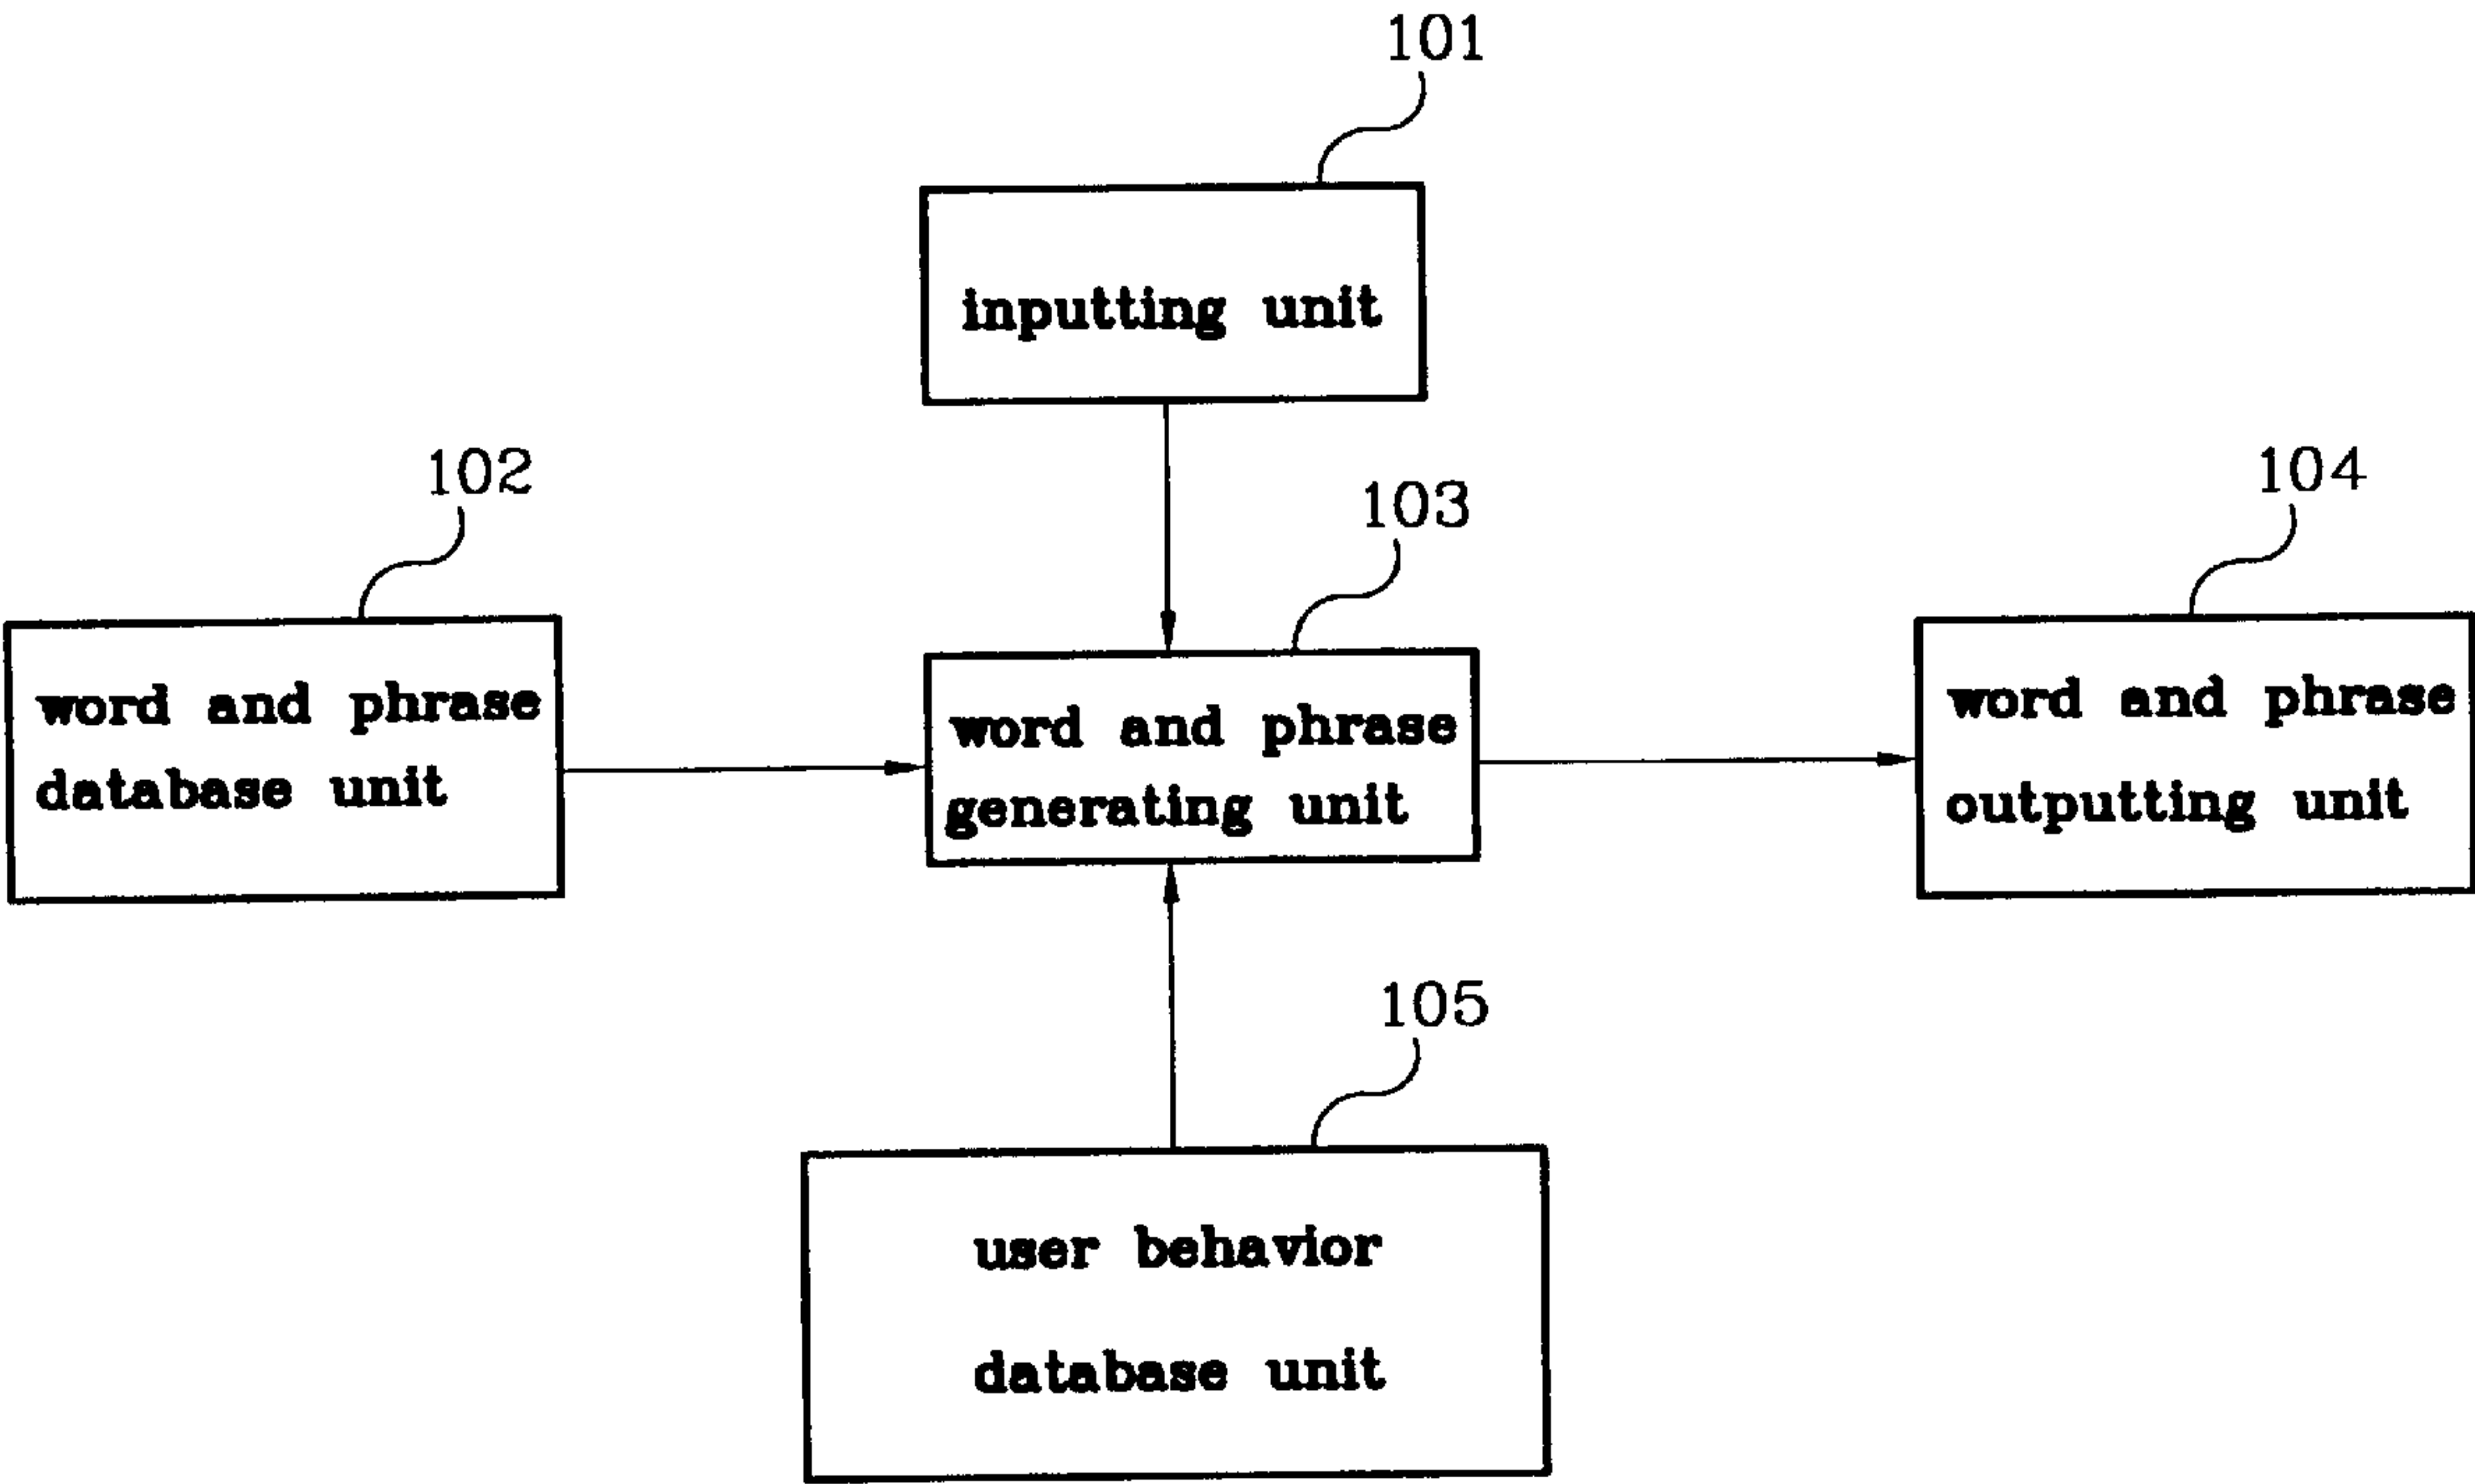 101
inputting unit
102
word and phrase
database unit
103
word and phrase
generating unit
104
word and phrase
outputting unit
105
user behavior
database unit